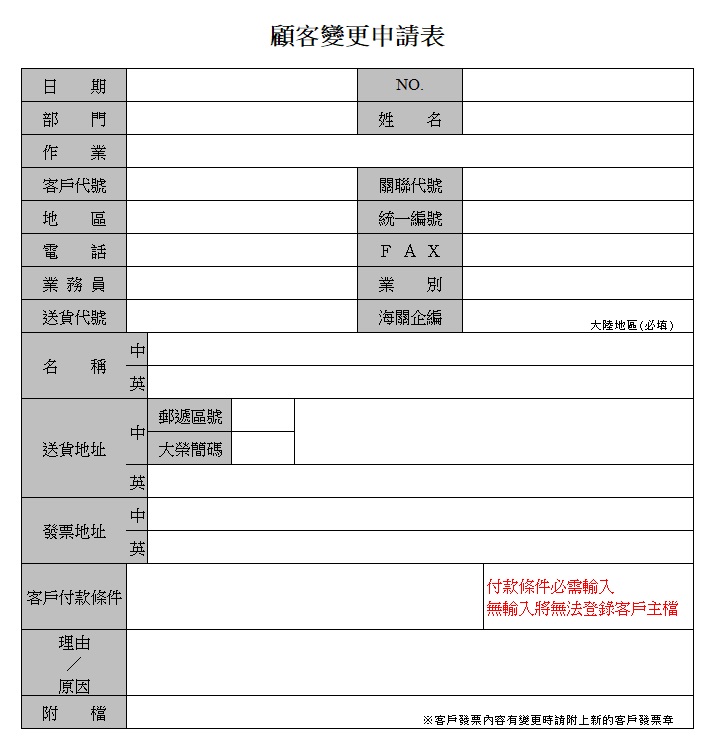 顧客變更申請表
日 期 NO.
部 門 姓 名
作 業
客戶代號 關聯代號
地 區 統一編號
電 話 F A X
業 務 員 業 別
送貨代號 海關企編 大陸地區(必填)
名 稱 中
英
送貨地址 中 郵遞區號
大榮簡碼
英
發票地址 中
英
客戶付款條件 付款條件必需輸入
無輸入將無法登錄客戶主檔
理由
／
原因
附 檔 ※客戶發票內容有變更時請附上新的客戶發票章